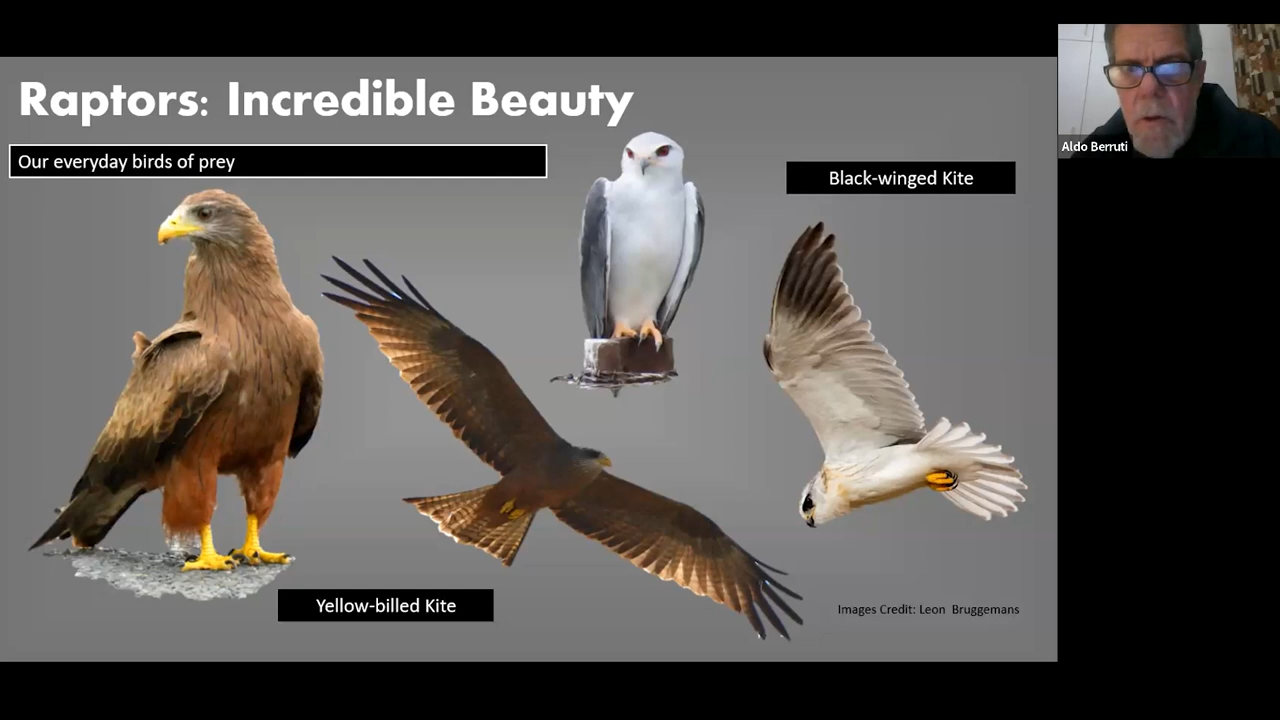 Raptors: Incredible Beauty
Our everyday birds of prey
Black-winged Kite
Aldo Berruti
Yellow-billed Kite
Images Credit: Leon Bruggemans